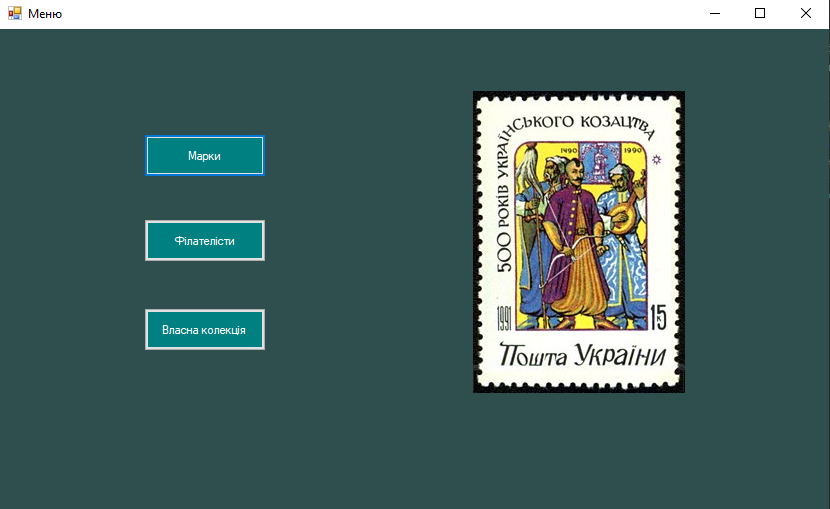 Меню
Марки
Філателісти
Власна колекція
500 РОКІВ УКРАЇНСЬКОГО КОЗАЦТВА
1490 1990
1991
15 к
Пошта України